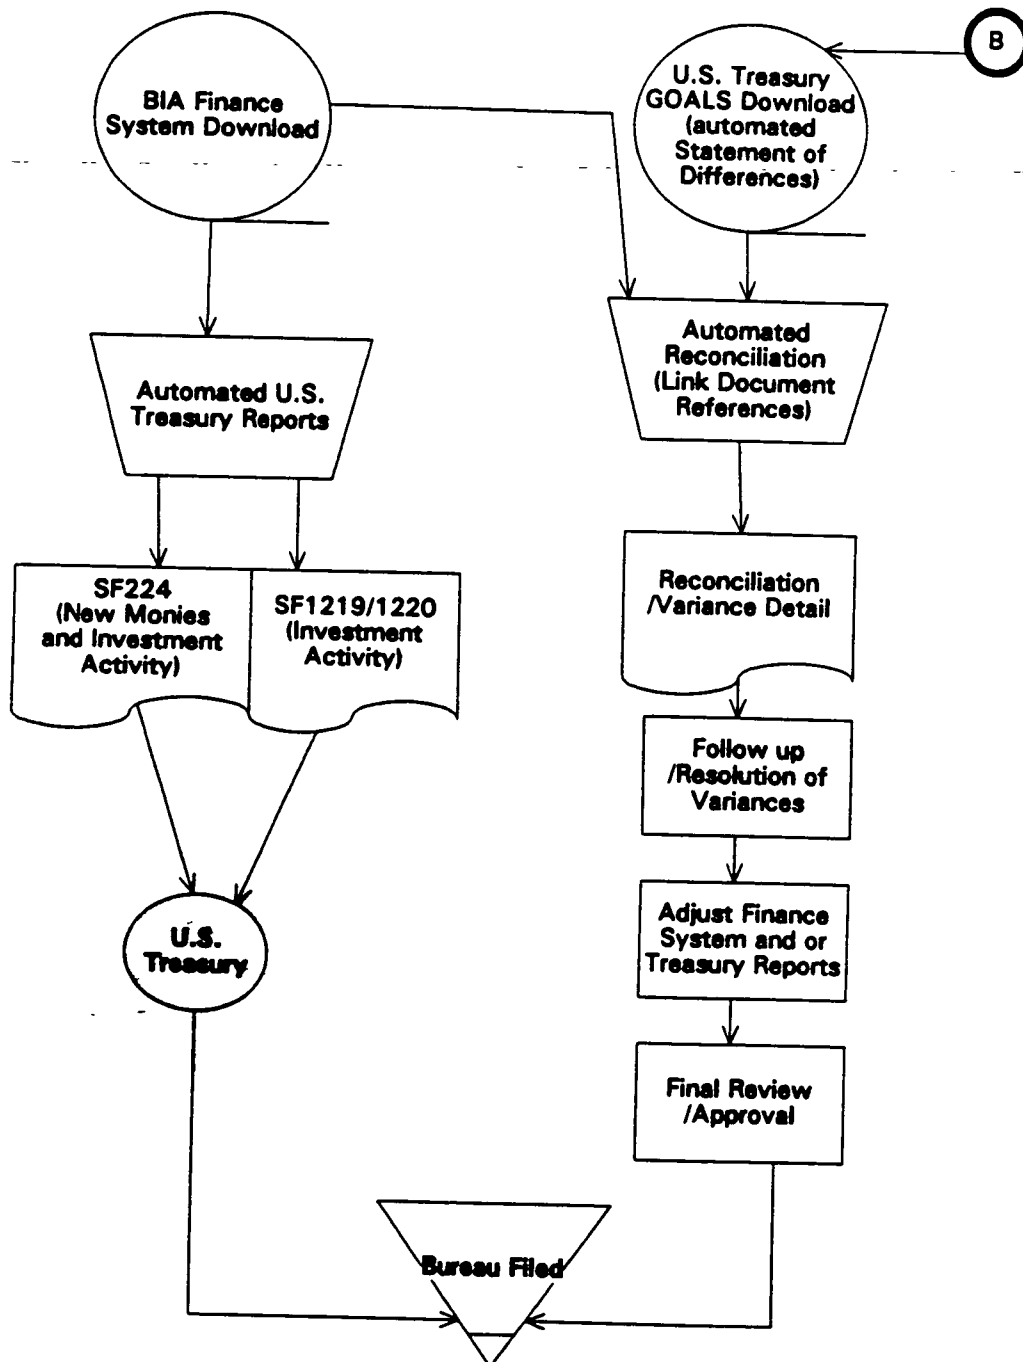 B
BIA Finance
System Download
U.S. Treasury
GOALS Download
(automated
Statement of
Differences)
Automated U.S.
Treasury Reports
Automated
Reconciliation
(Link Document
References)
SF224
(New Monies
and Investment
Activity)
SF1219/1220
(Investment
Activity)
Reconciliation
/Variance Detail
Follow up
/Resolution of
Variances
U.S.
Treasury
Adjust Finance
System and or
Treasury Reports
Final Review
/Approval
Bureau Filed